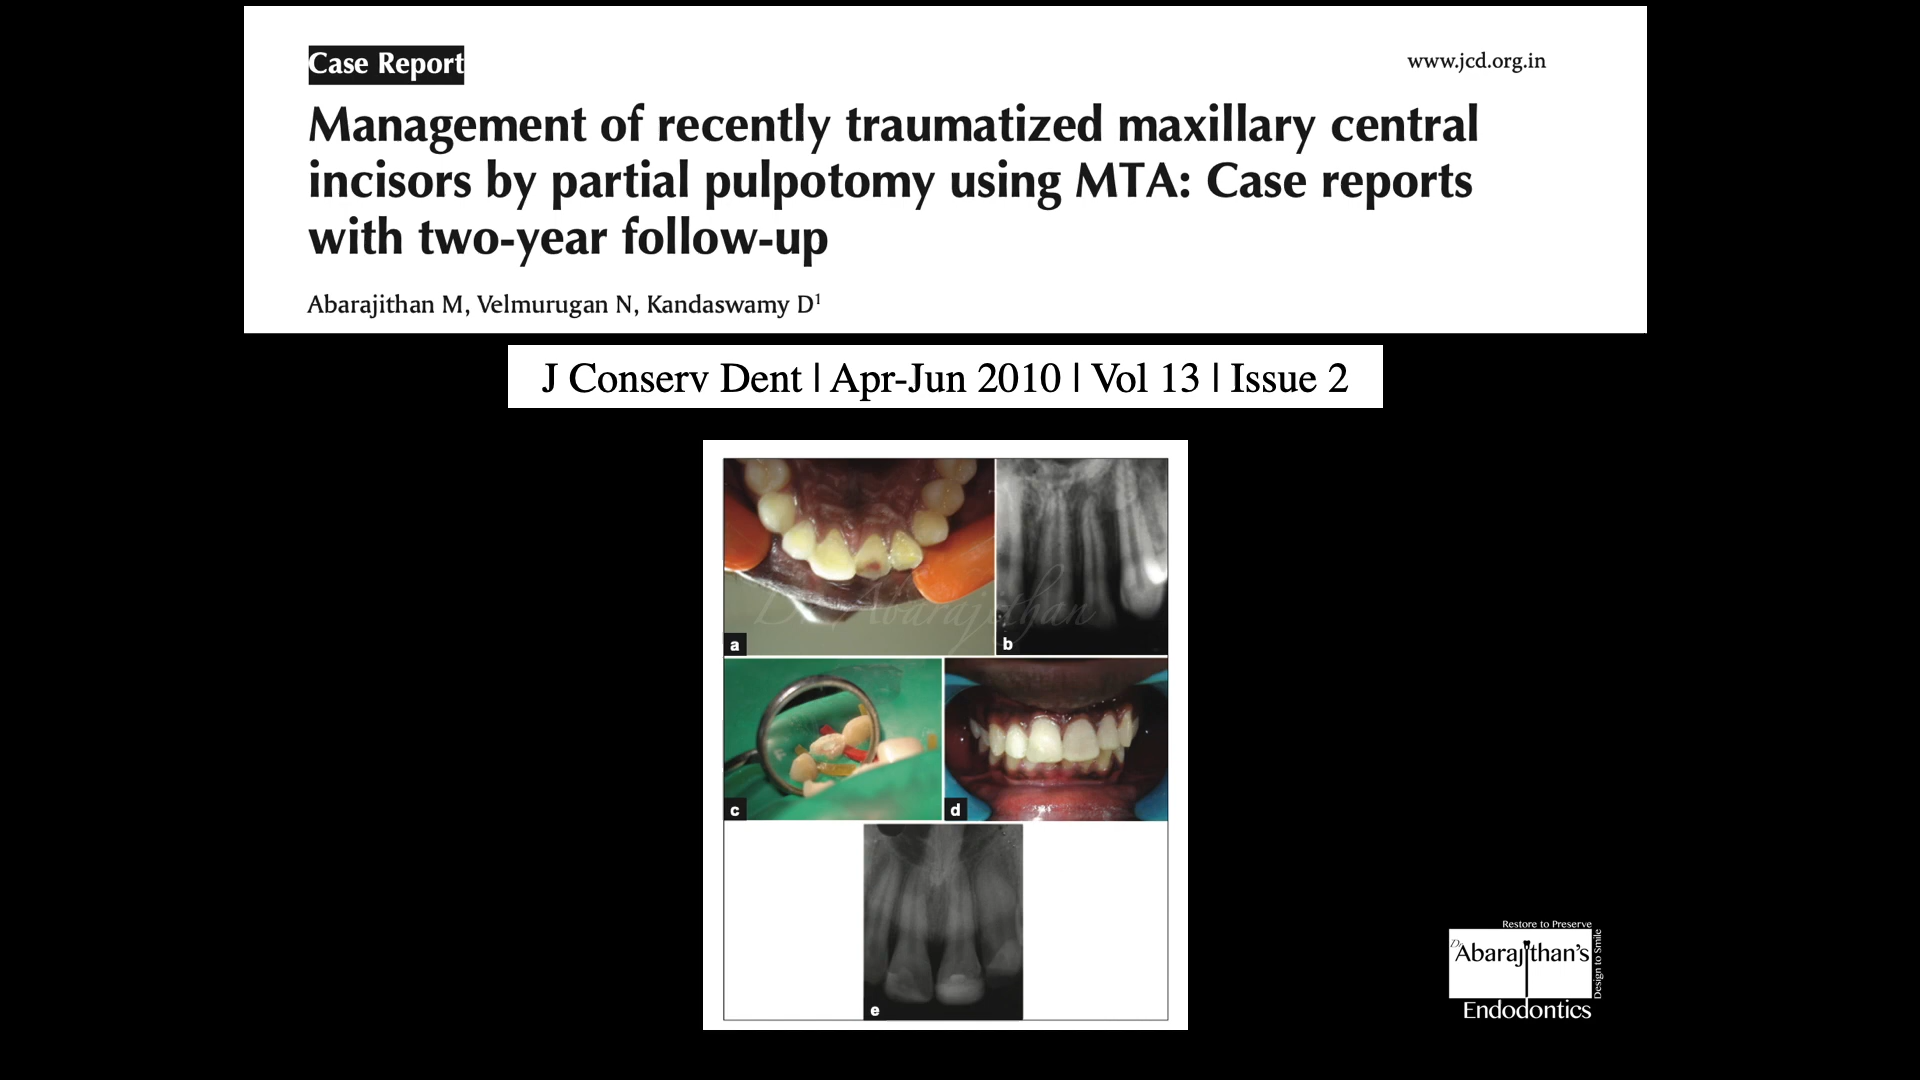 Case Report
www.jcd.org.in
Management of recently traumatized maxillary central
incisors by partial pulpotomy using MTA: Case reports
with two-year follow-up
Abarajithan M, Velmurugan N, Kandaswamy D¹
J Conserv Dent | Apr-Jun 2010 | Vol 13 | Issue 2
Dr. Abarajithan
a
b
c
d
e
Restore to Preserve
Dr. Abarajithan's
Design to Smile
Endodontics